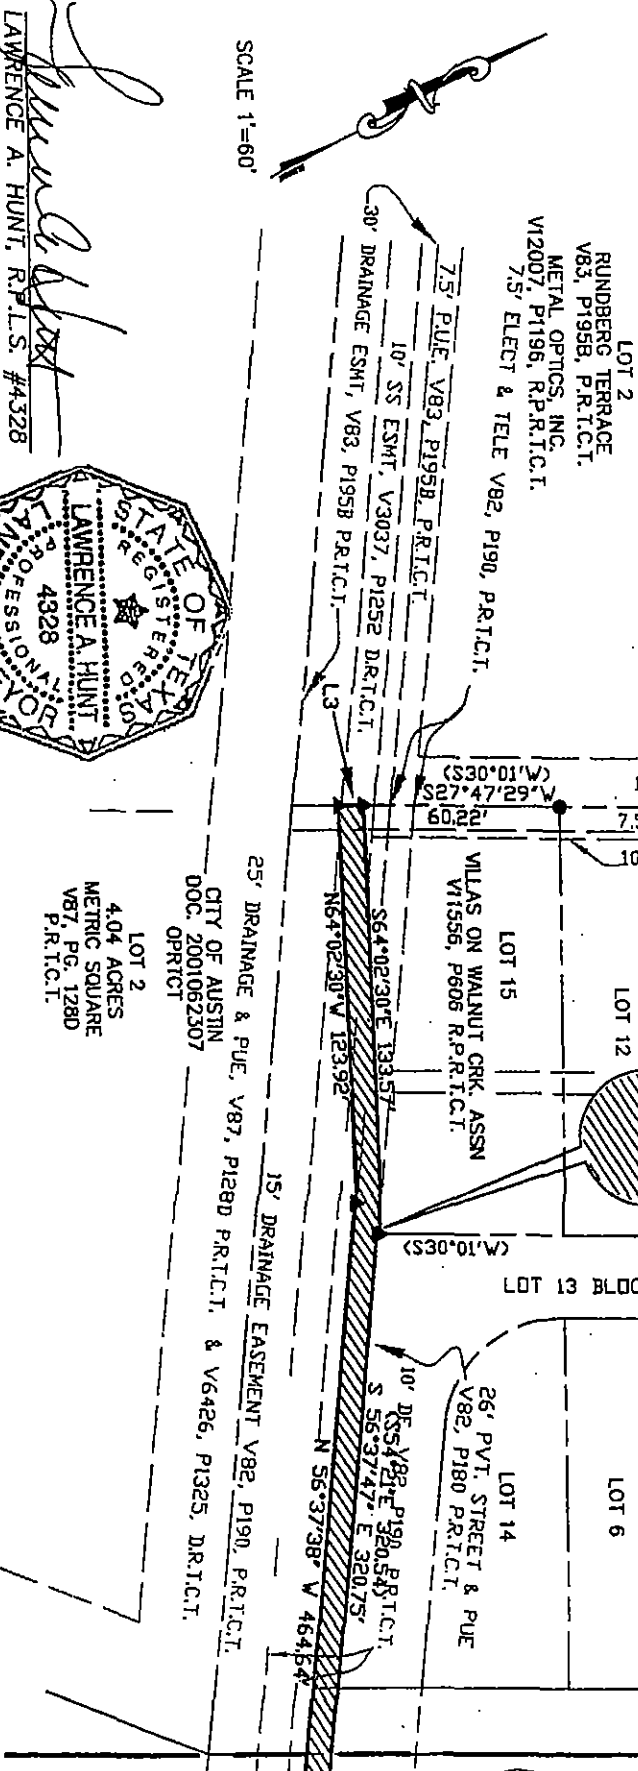 SCALE 1'=60'
LAWRENCE A. HUNT, R.P.L.S. #4328
STATE OF TEXAS
REGISTERED
LAWRENCE A. HUNT
4328
PROFESSIONAL
LOT 2
RUNDBERG TERRACE
V83, P195B, P.R.T.C.T.
METAL OPTICS, INC.
V12007, P1196, R.P.R.T.C.T.
7.5' ELECT & TELE V82, P190, P.R.T.C.T.
7.5' P.U.E. V83, P195B, P.R.T.C.T.
10' SS ESMT, V3037, P1252 D.R.T.C.T.
30' DRAINAGE ESMT, V83, P195B P.R.T.C.T.
L3
(S30°01'W)
S27°47'29"W
60.22'
LOT 12
LOT 15
VILLAS ON WALNUT CRK. ASSN
V11556, P606 R.P.R.T.C.T.
S64°02'30"E 133.57'
N64°02'30"W 123.92'
(S30°01'W)
LOT 13
LOT 6
LOT 14
26' PVT. STREET & PUE
V82, P180 P.R.T.C.T.
10' DE V82, P190, P.R.T.C.T.
(S54°21'E 320.54')
S 56°37'47" E 320.75'
N 56°37'38" W 464.64'
15' DRAINAGE EASEMENT V82, P190, P.R.T.C.T.
25' DRAINAGE & PUE, V87, P128D P.R.T.C.T. & V6426, P1325, D.R.T.C.T.
CITY OF AUSTIN
DOC. 2001062307
OPRTCT
LOT 2
4.04 ACRES
METRIC SQUARE
V87, PG. 128D
P.R.T.C.T.